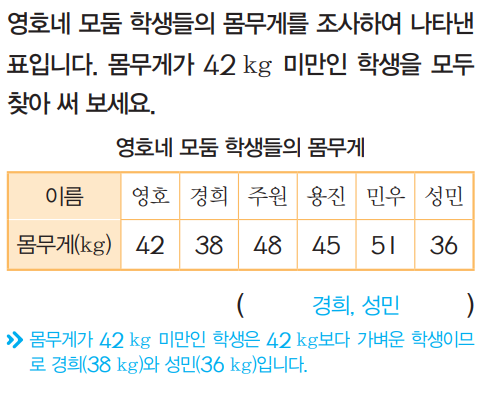 영호네 모둠 학생들의 몸무게를 조사하여 나타낸
표입니다. 몸무게가 42 kg 미만인 학생을 모두
찾아 써 보세요.
영호네 모둠 학생들의 몸무게
이름 영호 경희 주원 용진 민우 성민
몸무게(kg) 42 38 48 45 51 36
( 경희, 성민 )
≫ 몸무게가 42 kg 미만인 학생은 42 kg보다 가벼운 학생이므
로 경희(38 kg)와 성민(36 kg)입니다.